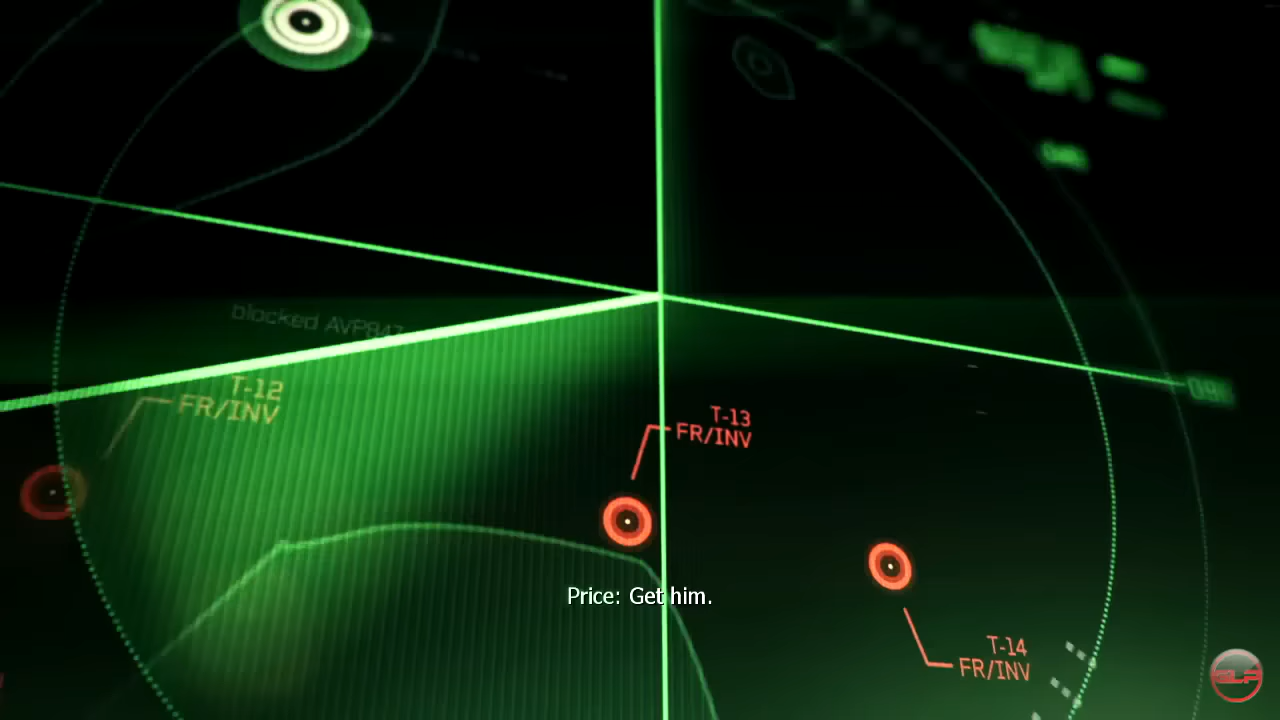 blocked AVP847
T-12
FR/INV
T-13
FR/INV
Price: Get him.
T-14
FR/INV